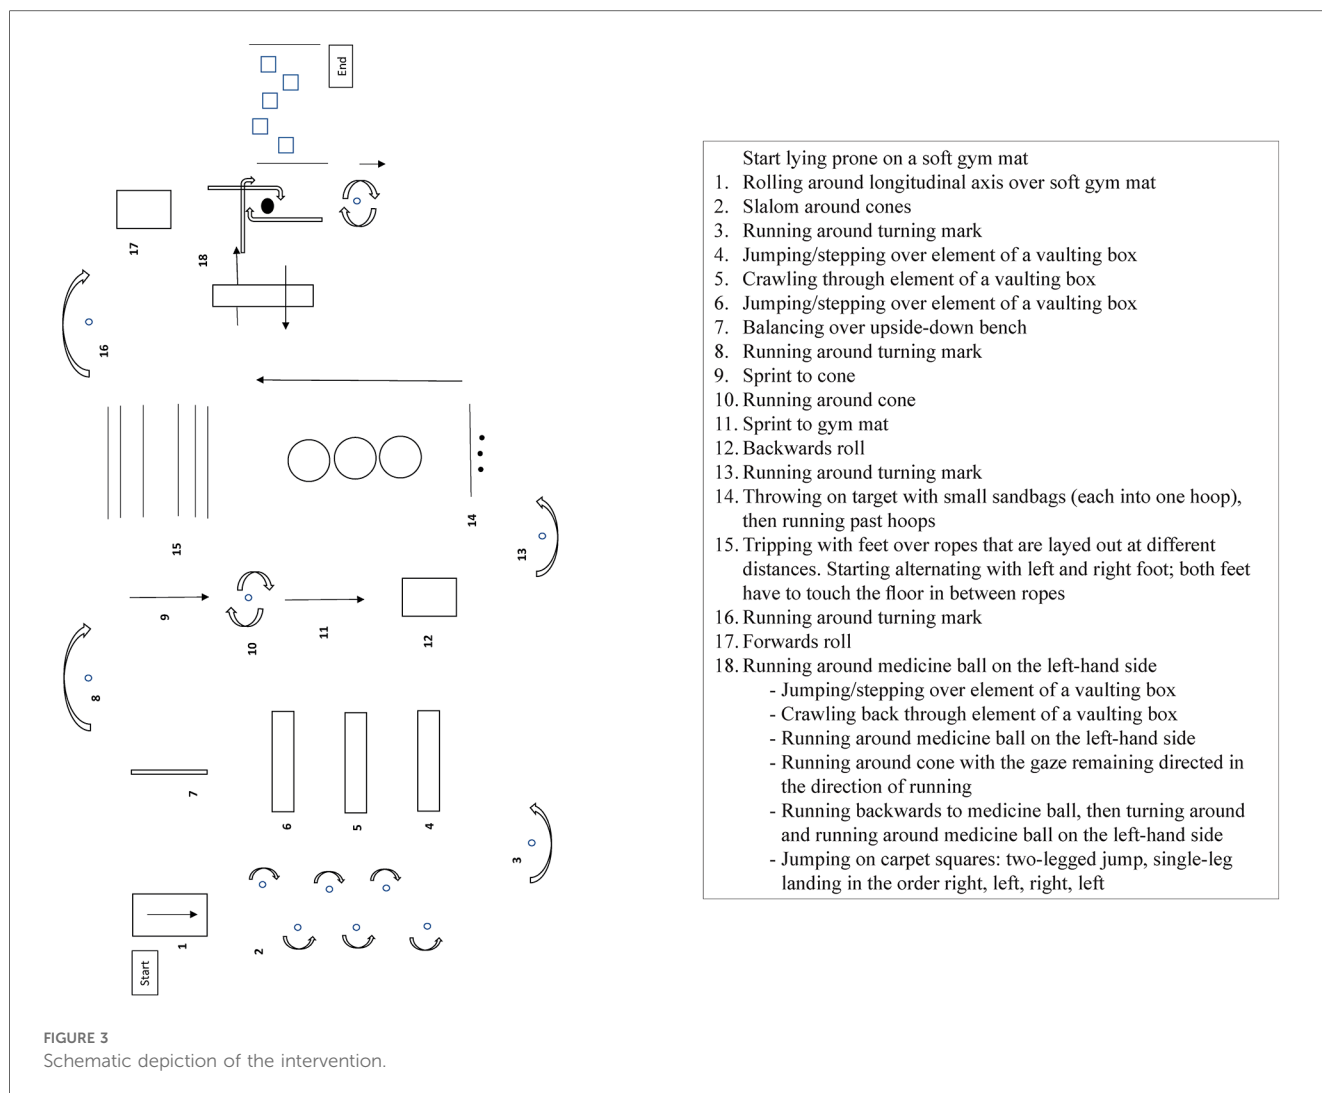 End
17
18
16
14
15
13
9
10
11
12
8
7
6
5
4
3
2
1
Start
Start lying prone on a soft gym mat
1. Rolling around longitudinal axis over soft gym mat
2. Slalom around cones
3. Running around turning mark
4. Jumping/stepping over element of a vaulting box
5. Crawling through element of a vaulting box
6. Jumping/stepping over element of a vaulting box
7. Balancing over upside-down bench
8. Running around turning mark
9. Sprint to cone
10. Running around cone
11. Sprint to gym mat
12. Backwards roll
13. Running around turning mark
14. Throwing on target with small sandbags (each into one hoop),
then running past hoops
15. Tripping with feet over ropes that are layed out at different
distances. Starting alternating with left and right foot; both feet
have to touch the floor in between ropes
16. Running around turning mark
17. Forwards roll
18. Running around medicine ball on the left-hand side
- Jumping/stepping over element of a vaulting box
- Crawling back through element of a vaulting box
- Running around medicine ball on the left-hand side
- Running around cone with the gaze remaining directed in
the direction of running
- Running backwards to medicine ball, then turning around
and running around medicine ball on the left-hand side
- Jumping on carpet squares: two-legged jump, single-leg
landing in the order right, left, right, left
FIGURE 3
Schematic depiction of the intervention.